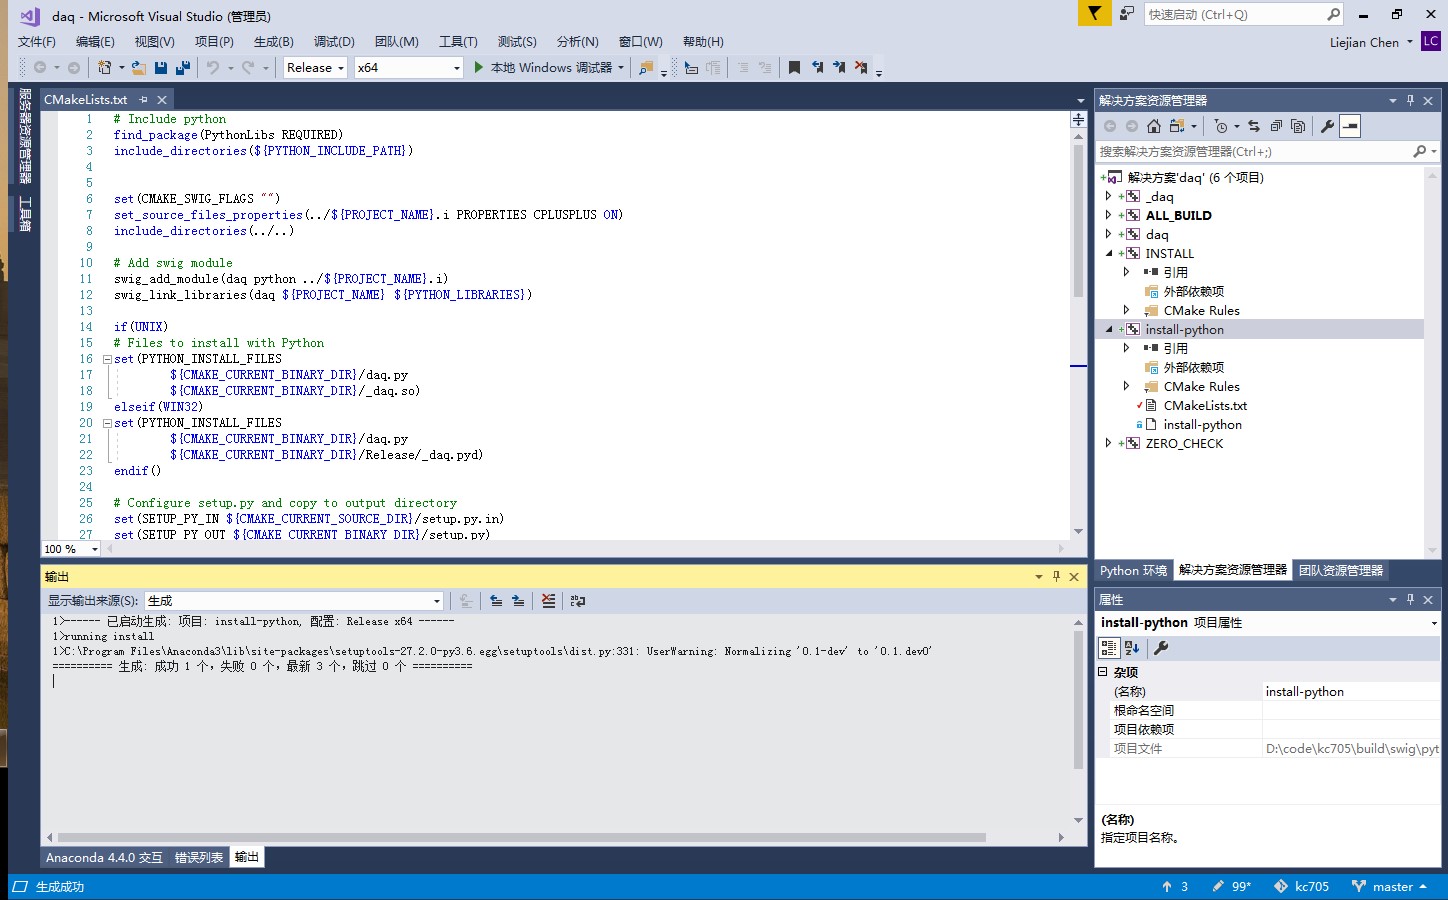 daq - Microsoft Visual Studio (管理员)
快速启动 (Ctrl+Q)
文件(F) 编辑(E) 视图(V) 项目(P) 生成(B) 调试(D) 团队(M) 工具(T) 测试(S) 分析(N) 窗口(W) 帮助(H)
Liejian Chen LC
Release x64 本地 Windows 调试器
服务器资源管理器
工具箱
CMakeLists.txt
1 # Include python
2 find_package(PythonLibs REQUIRED)
3 include_directories(${PYTHON_INCLUDE_PATH})
4
5
6 set(CMAKE_SWIG_FLAGS "")
7 set_source_files_properties(../${PROJECT_NAME}.i PROPERTIES CPLUSPLUS ON)
8 include_directories(../..)
9
10 # Add swig module
11 swig_add_module(daq python ../${PROJECT_NAME}.i)
12 swig_link_libraries(daq ${PROJECT_NAME} ${PYTHON_LIBRARIES})
13
14 if(UNIX)
15 # Files to install with Python
16 set(PYTHON_INSTALL_FILES
17 ${CMAKE_CURRENT_BINARY_DIR}/daq.py
18 ${CMAKE_CURRENT_BINARY_DIR}/_daq.so)
19 elseif(WIN32)
20 set(PYTHON_INSTALL_FILES
21 ${CMAKE_CURRENT_BINARY_DIR}/daq.py
22 ${CMAKE_CURRENT_BINARY_DIR}/Release/_daq.pyd)
23 endif()
24
25 # Configure setup.py and copy to output directory
26 set(SETUP_PY_IN ${CMAKE_CURRENT_SOURCE_DIR}/setup.py.in)
27 set(SETUP_PY_OUT ${CMAKE_CURRENT_BINARY_DIR}/setup.py)
100 %
输出
显示输出来源(S): 生成
1>------ 已启动生成: 项目: install-python, 配置: Release x64 ------
1>running install
1>C:\Program Files\Anaconda3\lib\site-packages\setuptools-27.2.0-py3.6.egg\setuptools\dist.py:331: UserWarning: Normalizing '0.1-dev' to '0.1.dev0'
========== 生成: 成功 1 个，失败 0 个，最新 3 个，跳过 0 个 ==========
Anaconda 4.4.0 交互 错误列表 输出
解决方案资源管理器
搜索解决方案资源管理器(Ctrl+;)
解决方案'daq' (6 个项目)
_daq
ALL_BUILD
daq
INSTALL
引用
外部依赖项
CMake Rules
install-python
引用
外部依赖项
CMake Rules
CMakeLists.txt
install-python
ZERO_CHECK
Python 环境 解决方案资源管理器 团队资源管理器
属性
install-python 项目属性
杂项
(名称) install-python
根命名空间
项目依赖项
项目文件 D:\code\kc705\build\swig\pyt
(名称)
指定项目名称。
生成成功 3 99* kc705 master